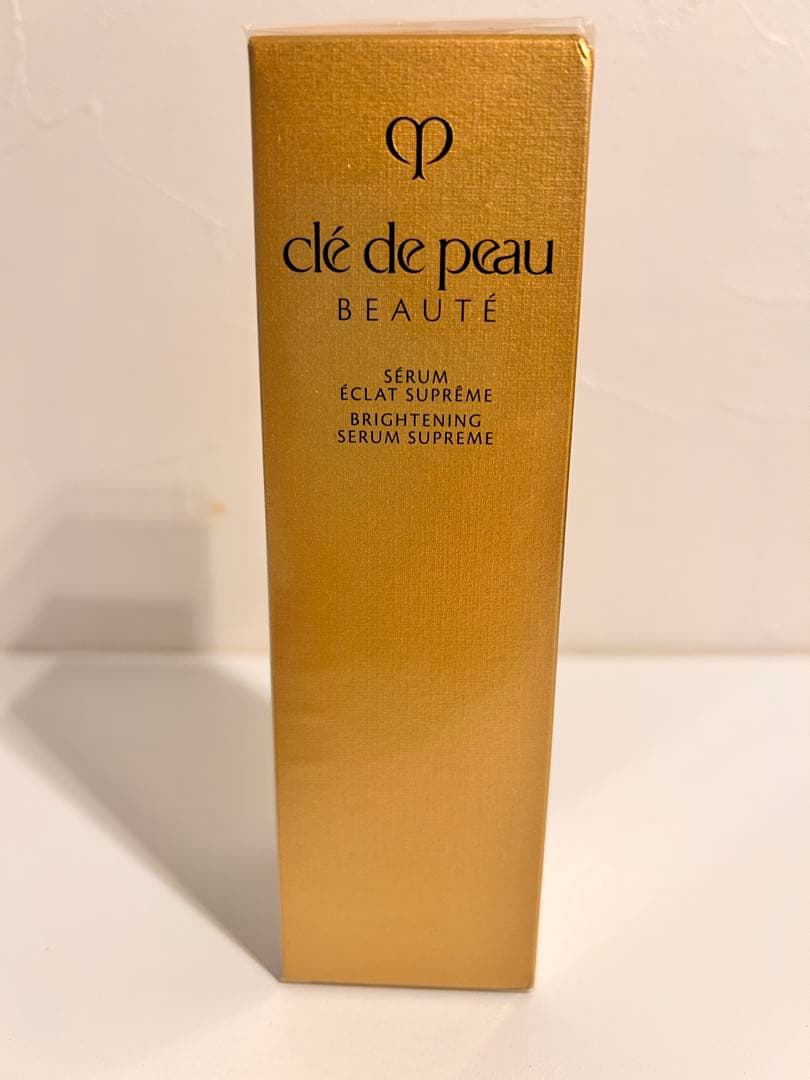 clé de peau
BEAUTÉ
SÉRUM
ÉCLAT SUPRÊME
BRIGHTENING
SERUM SUPREME